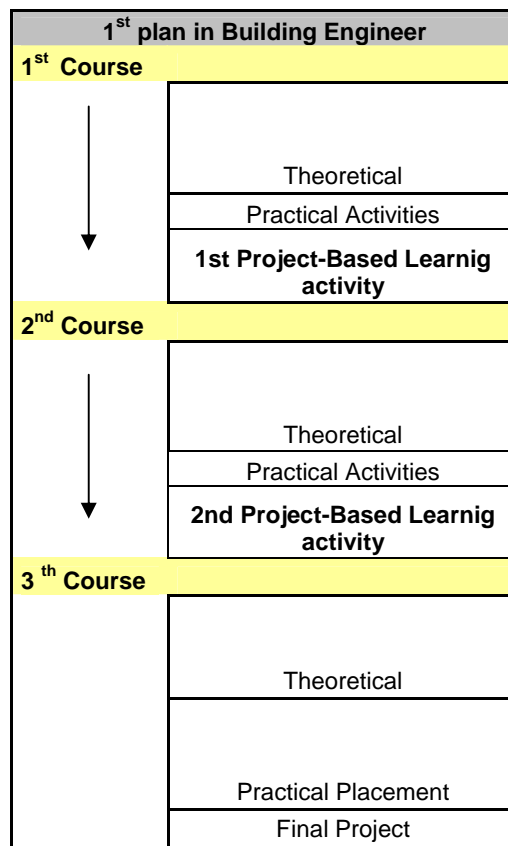 1st plan in Building Engineer
1st Course
Theoretical
Practical Activities
1st Project-Based Learnig
activity
2nd Course
Theoretical
Practical Activities
2nd Project-Based Learnig
activity
3 th Course
Theoretical
Practical Placement
Final Project